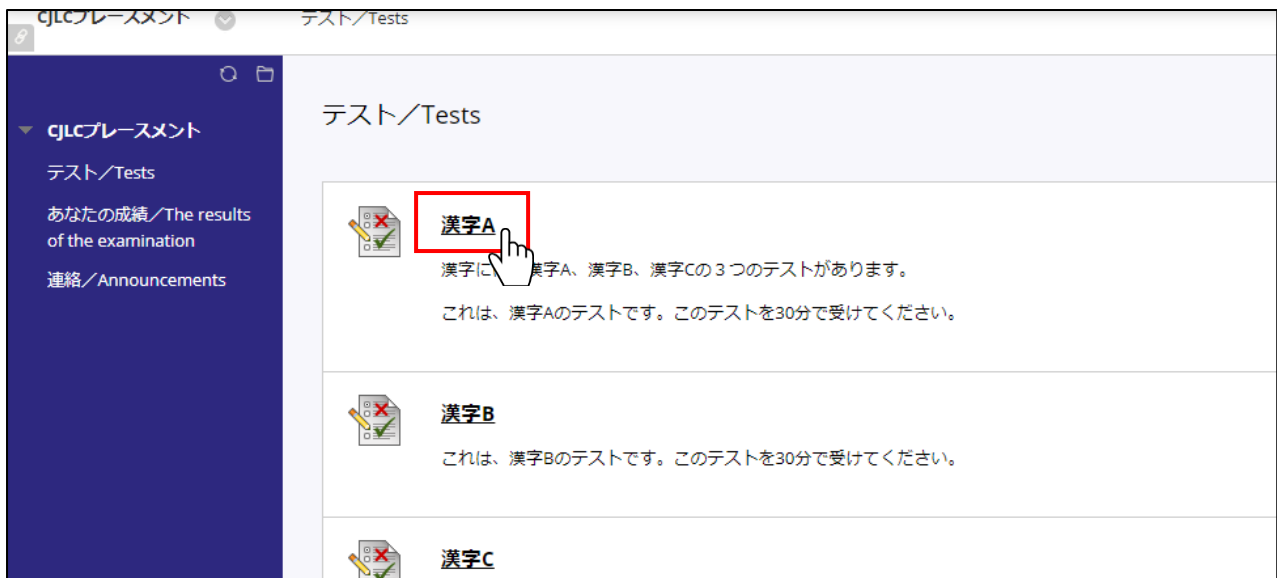 CJLCプレースメント
テスト／Tests
CJLCプレースメント
テスト／Tests
あなたの成績／The results
of the examination
連絡／Announcements
テスト／Tests
漢字A
漢字に 漢字A、漢字B、漢字Cの３つのテストがあります。
これは、漢字Aのテストです。このテストを30分で受けてください。
漢字B
これは、漢字Bのテストです。このテストを30分で受けてください。
漢字C